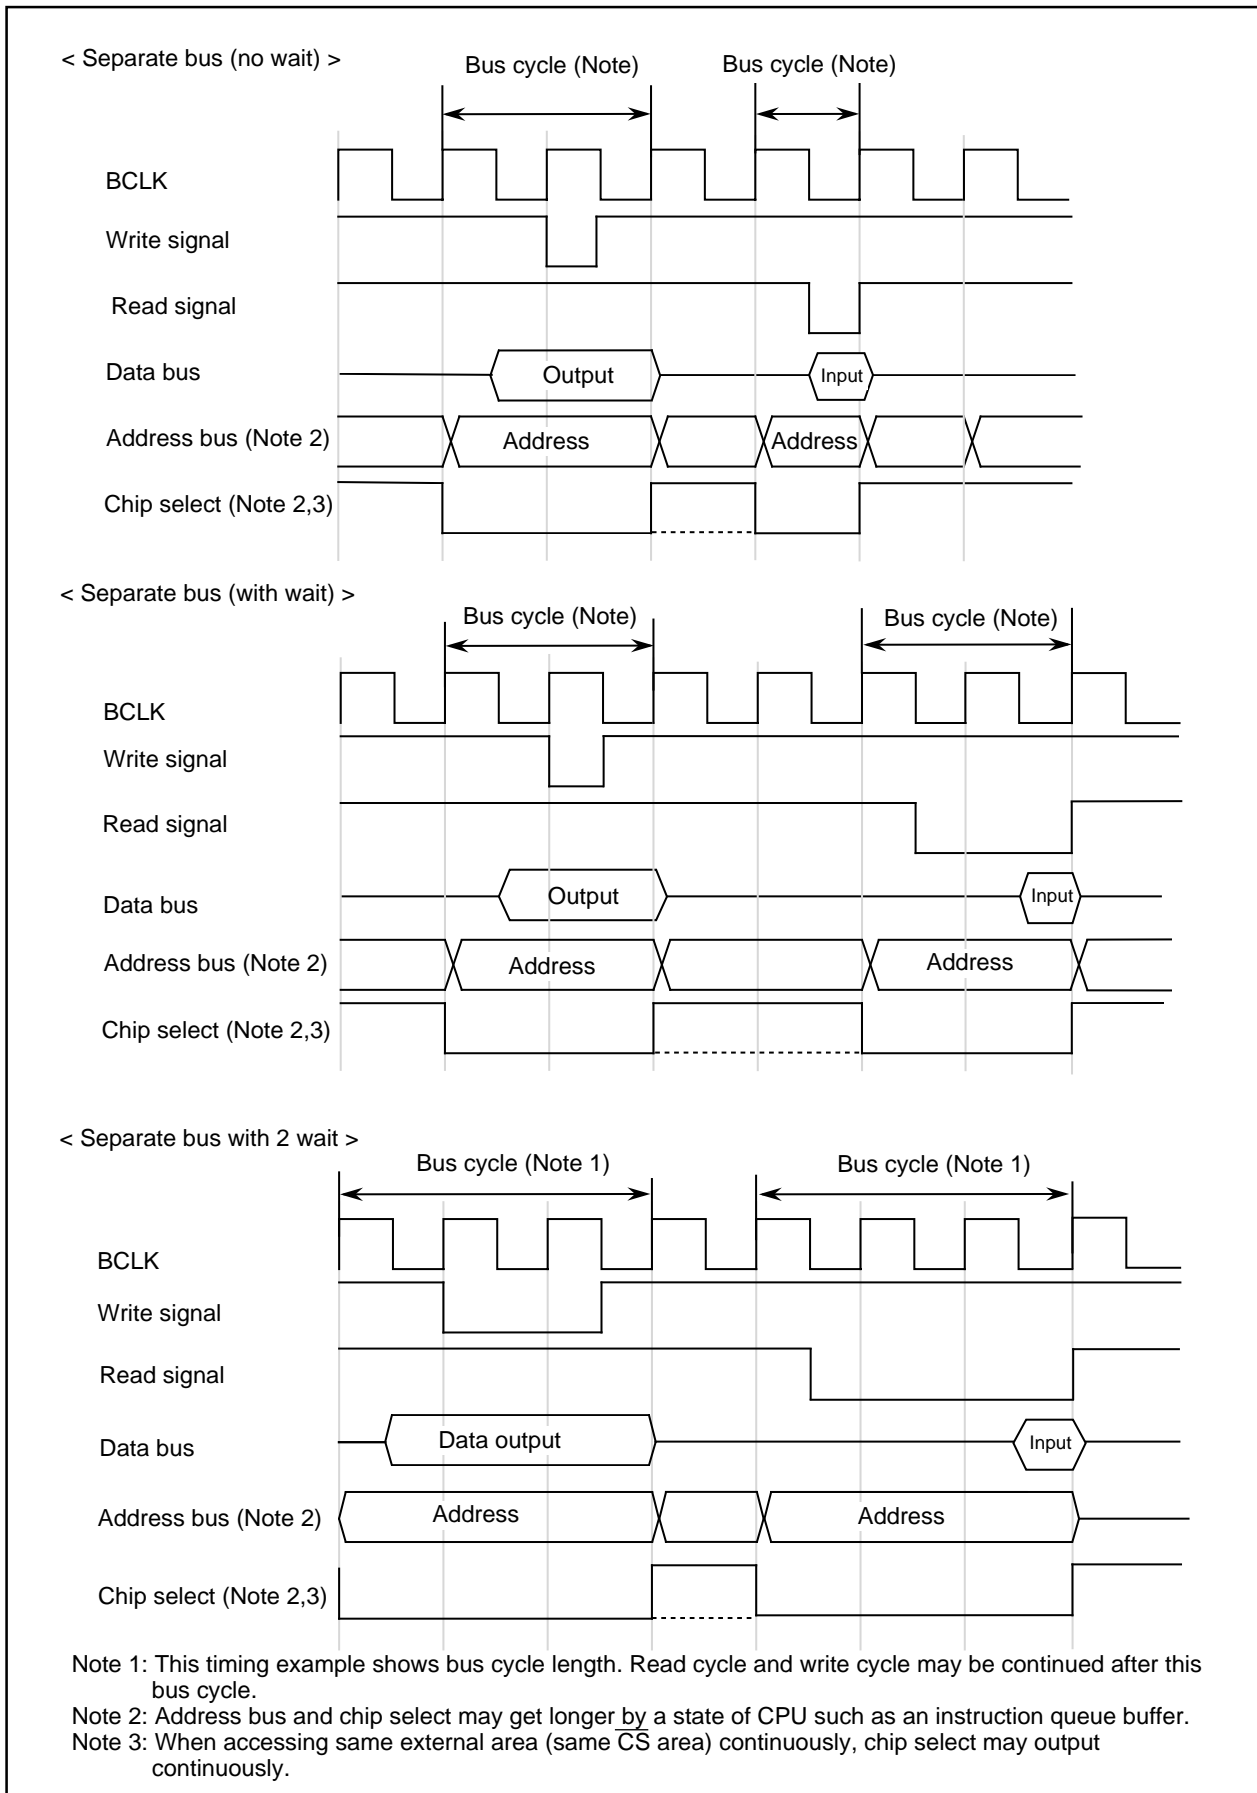 < Separate bus (no wait) >
Bus cycle (Note)
Bus cycle (Note)
BCLK
Write signal
Read signal
Data bus
Output
Input
Address bus (Note 2)
Address
Address
Chip select (Note 2,3)
< Separate bus (with wait) >
Bus cycle (Note)
Bus cycle (Note)
BCLK
Write signal
Read signal
Data bus
Output
Input
Address bus (Note 2)
Address
Address
Chip select (Note 2,3)
< Separate bus with 2 wait >
Bus cycle (Note 1)
Bus cycle (Note 1)
BCLK
Write signal
Read signal
Data bus
Data output
Input
Address bus (Note 2)
Address
Address
Chip select (Note 2,3)
Note 1: This timing example shows bus cycle length. Read cycle and write cycle may be continued after this
bus cycle.
Note 2: Address bus and chip select may get longer by a state of CPU such as an instruction queue buffer.
Note 3: When accessing same external area (same C̅S̅ area) continuously, chip select may output
continuously.